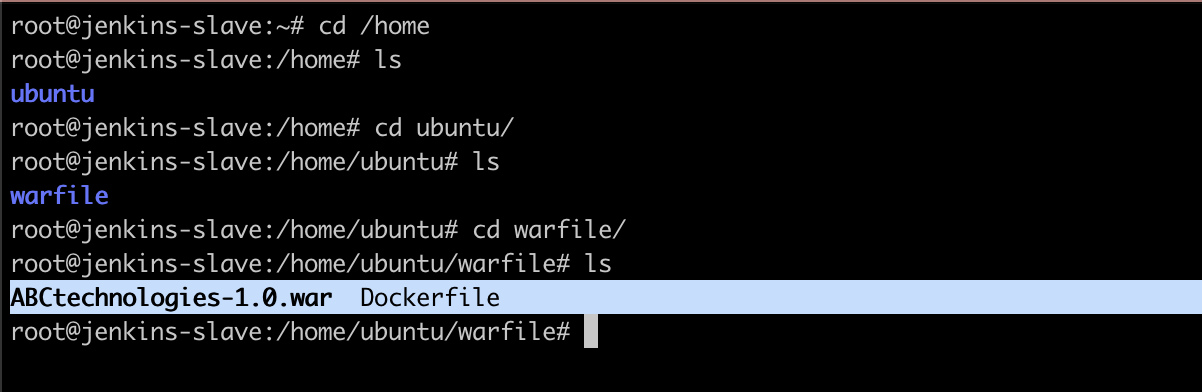 root@jenkins-slave:~# cd /home
root@jenkins-slave:/home# ls
ubuntu
root@jenkins-slave:/home# cd ubuntu/
root@jenkins-slave:/home/ubuntu# ls
warfile
root@jenkins-slave:/home/ubuntu# cd warfile/
root@jenkins-slave:/home/ubuntu/warfile# ls
ABCtechnologies-1.0.war  Dockerfile
root@jenkins-slave:/home/ubuntu/warfile#